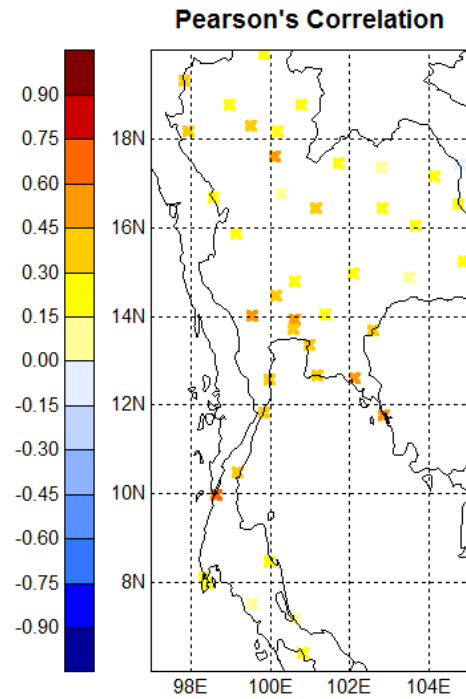 Pearson's Correlation
0.90
0.75
0.60
0.45
0.30
0.15
0.00
-0.15
-0.30
-0.45
-0.60
-0.75
-0.90
18N
16N
14N
12N
10N
8N
98E 100E 102E 104E